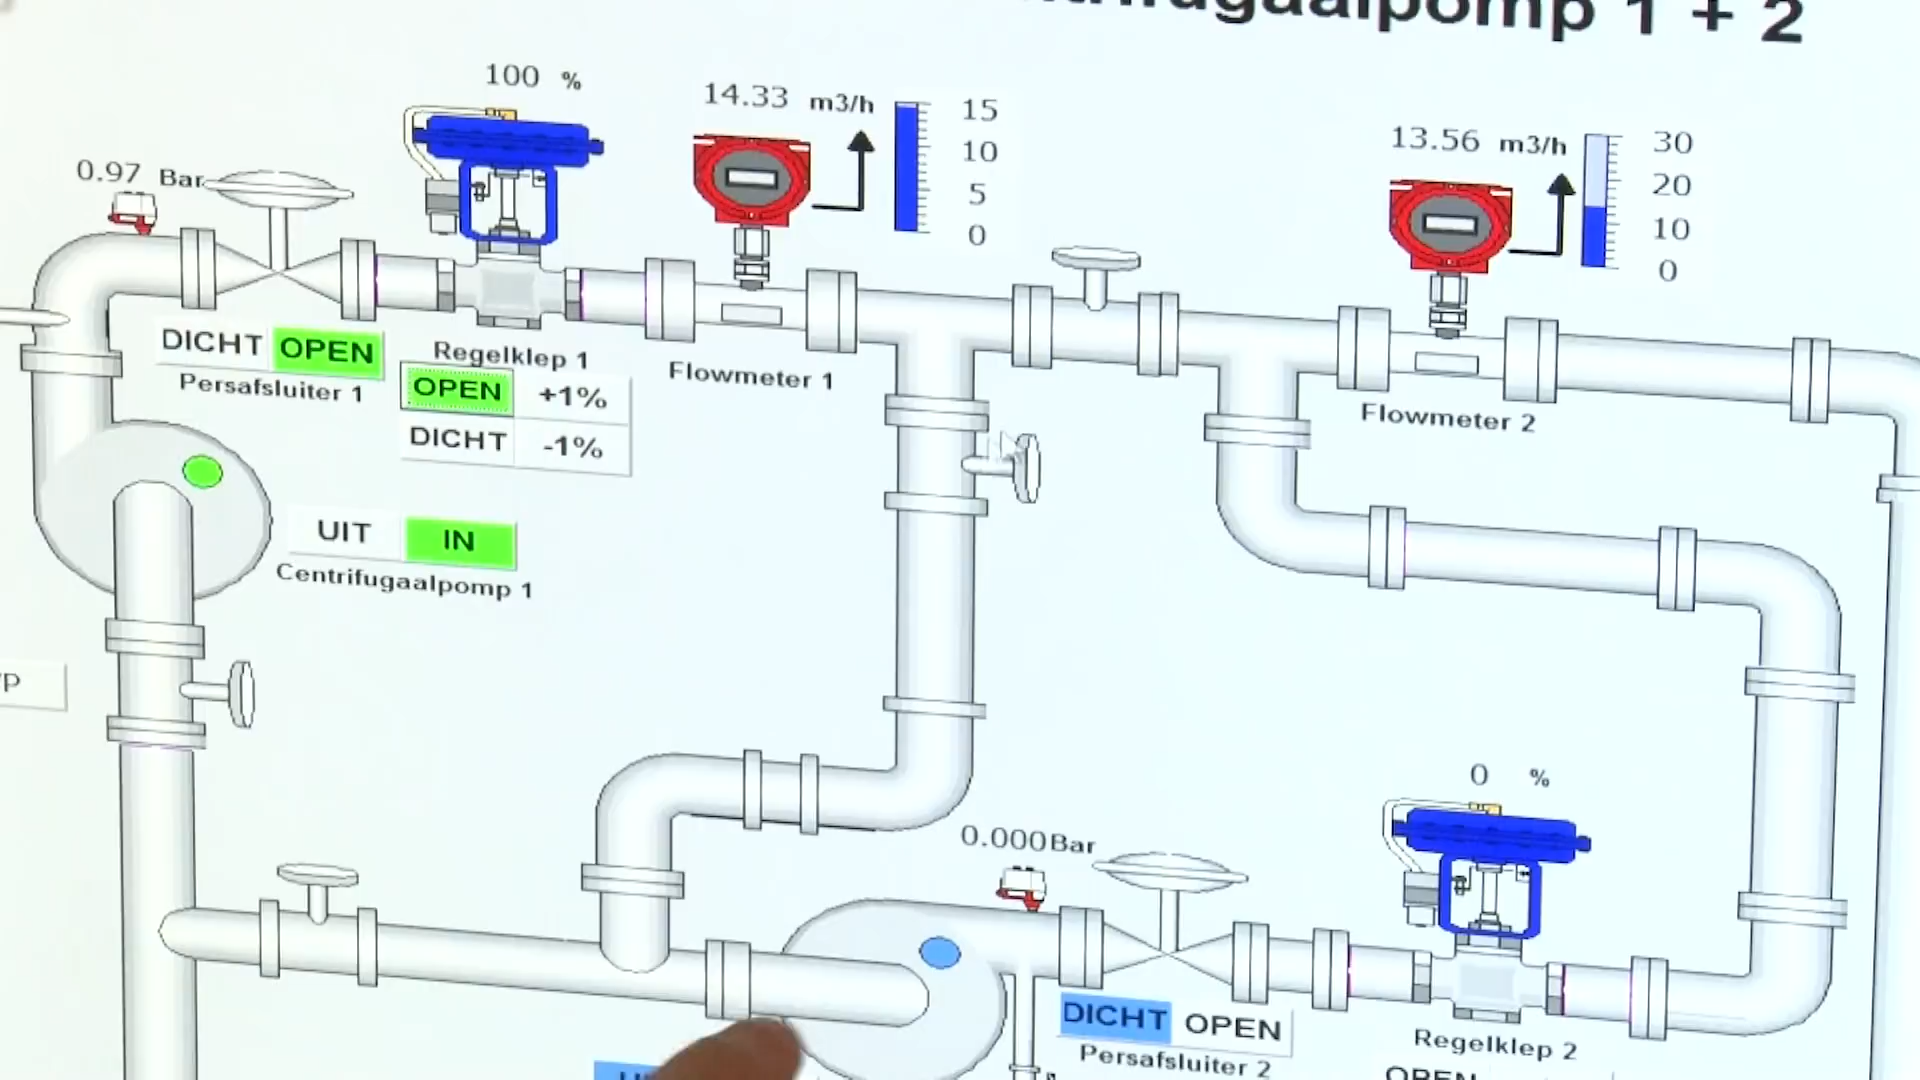 Centrifugaalpomp 1 + 2
100 %
14.33 m3/h
15
10
5
0
13.56 m3/h
30
20
10
0
0.97 Bar
DICHT OPEN
Persafsluiter 1
Regelklep 1
OPEN +1%
DICHT -1%
Flowmeter 1
Flowmeter 2
UIT IN
Centrifugaalpomp 1
0 %
0.000Bar
DICHT OPEN
Persafsluiter 2
Regelklep 2
OPEN